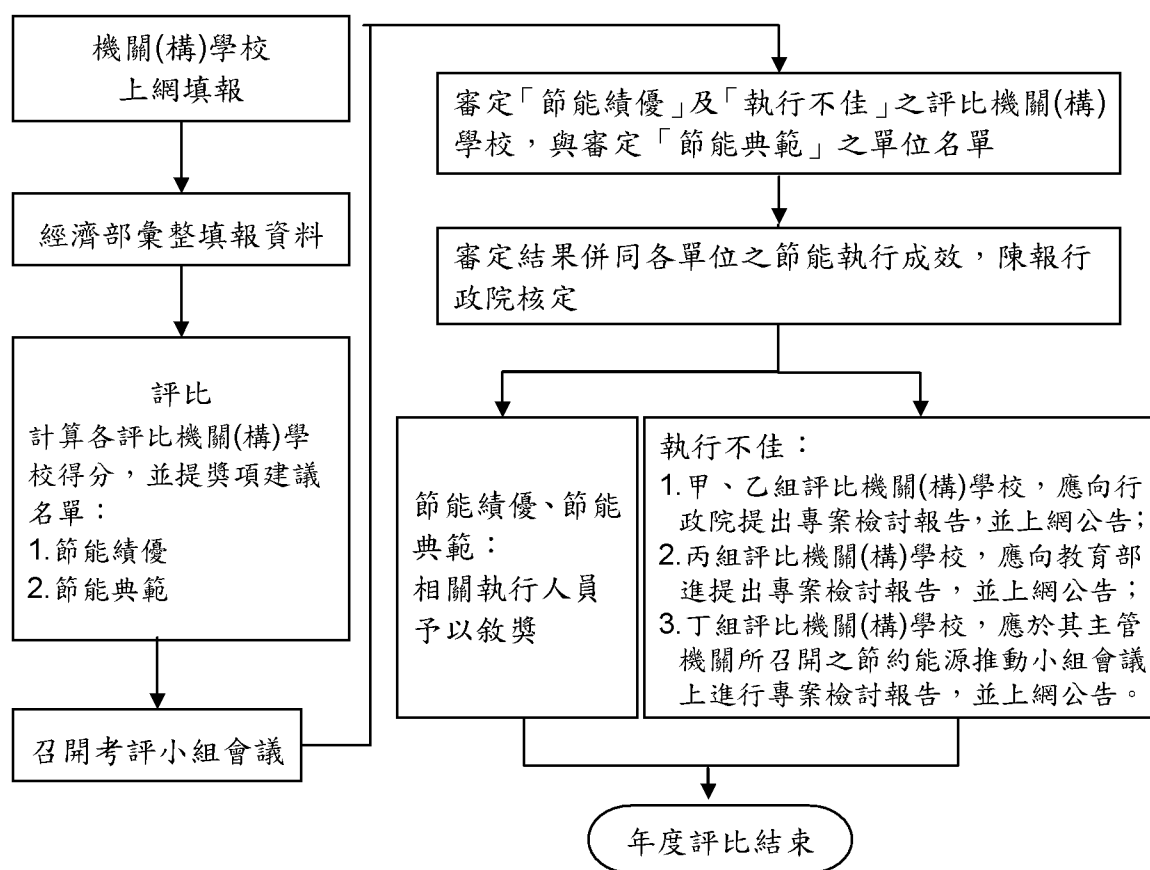 機關(構)學校
上網填報
經濟部彙整填報資料
評比
計算各評比機關(構)學
校得分，並提獎項建議
名單：
1.節能績優
2.節能典範
召開考評小組會議
審定「節能績優」及「執行不佳」之評比機關(構)
學校，與審定「節能典範」之單位名單
審定結果併同各單位之節能執行成效，陳報行
政院核定
節能績優、節能
典範：
相關執行人員
予以敘獎
執行不佳：
1.甲、乙組評比機關(構)學校，應向行
政院提出專案檢討報告，並上網公告；
2.丙組評比機關(構)學校，應向教育部
進提出專案檢討報告，並上網公告；
3.丁組評比機關(構)學校，應於其主管
機關所召開之節約能源推動小組會議
上進行專案檢討報告，並上網公告。
年度評比結束